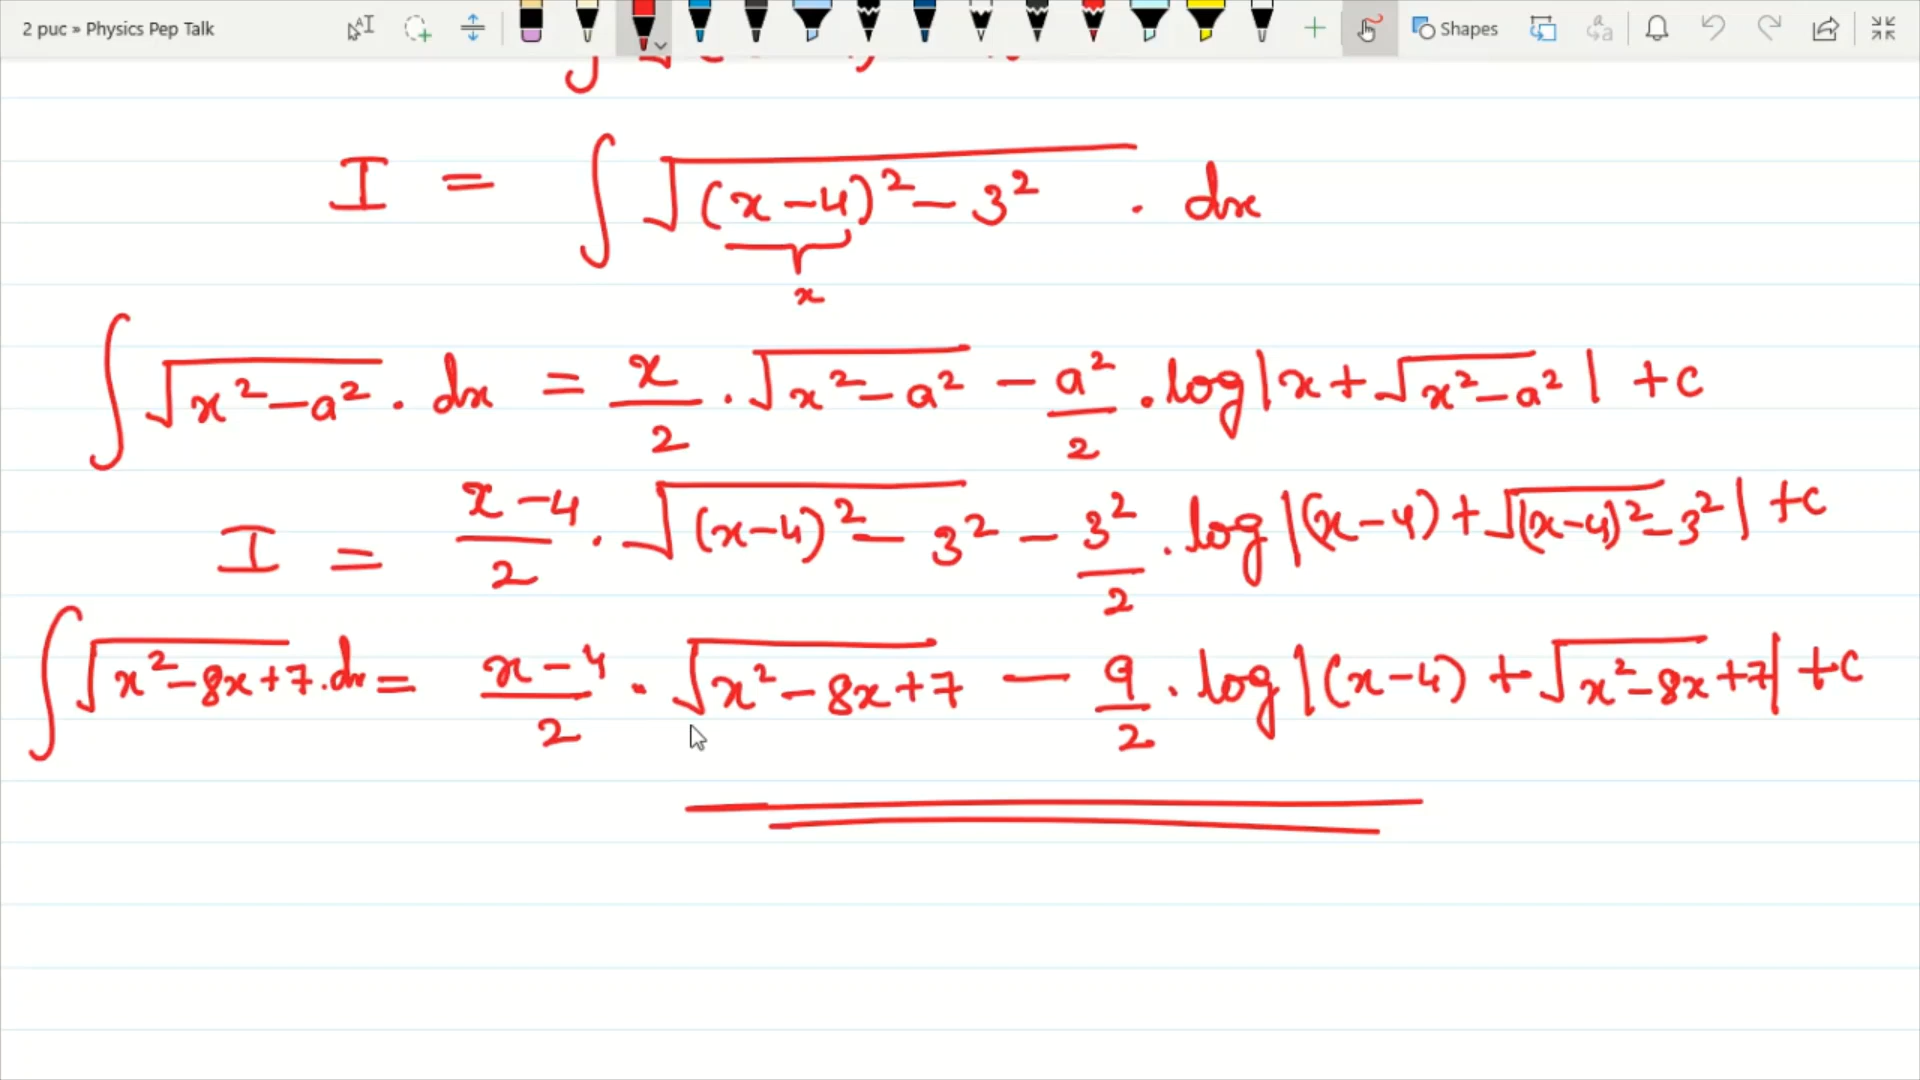 2 puc » Physics Pep Talk
Shapes
I = ∫ √((x-4)² - 3²) . dx
x
∫ √(x² - a²) . dx = x/2 . √(x² - a²) - a²/2 . log|x + √(x² - a²)| + c
I = (x-4)/2 . √((x-4)² - 3²) - 3²/2 . log|(x-4) + √((x-4)² - 3²)| + c
∫ √(x² - 8x + 7) . dx = (x-4)/2 . √(x² - 8x + 7) - 9/2 . log|(x-4) + √(x² - 8x + 7)| + c